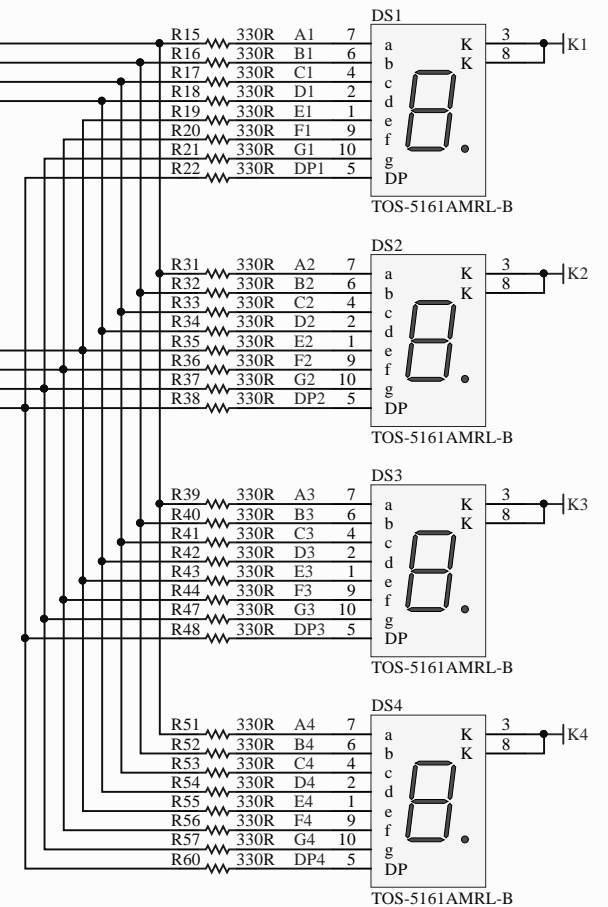 DS1
R15 330R A1 7 a K 3 K1
R16 330R B1 6 b K 8
R17 330R C1 4 c
R18 330R D1 2 d
R19 330R E1 1 e
R20 330R F1 9 f
R21 330R G1 10 g
R22 330R DP1 5 DP
TOS-5161AMRL-B
DS2
R31 330R A2 7 a K 3 K2
R32 330R B2 6 b K 8
R33 330R C2 4 c
R34 330R D2 2 d
R35 330R E2 1 e
R36 330R F2 9 f
R37 330R G2 10 g
R38 330R DP2 5 DP
TOS-5161AMRL-B
DS3
R39 330R A3 7 a K 3 K3
R40 330R B3 6 b K 8
R41 330R C3 4 c
R42 330R D3 2 d
R43 330R E3 1 e
R44 330R F3 9 f
R47 330R G3 10 g
R48 330R DP3 5 DP
TOS-5161AMRL-B
DS4
R51 330R A4 7 a K 3 K4
R52 330R B4 6 b K 8
R53 330R C4 4 c
R54 330R D4 2 d
R55 330R E4 1 e
R56 330R F4 9 f
R57 330R G4 10 g
R60 330R DP4 5 DP
TOS-5161AMRL-B